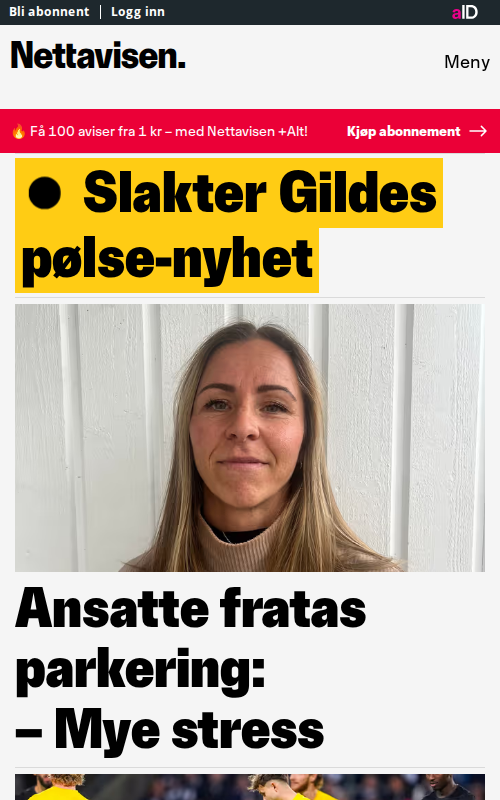 Bli abonnent | Logg inn
aID
Nettavisen.
Meny
🔥 Få 100 aviser fra 1 kr – med Nettavisen +Alt!
Kjøp abonnement →
● Slakter Gildes
pølse-nyhet
Ansatte fratas
parkering:
– Mye stress